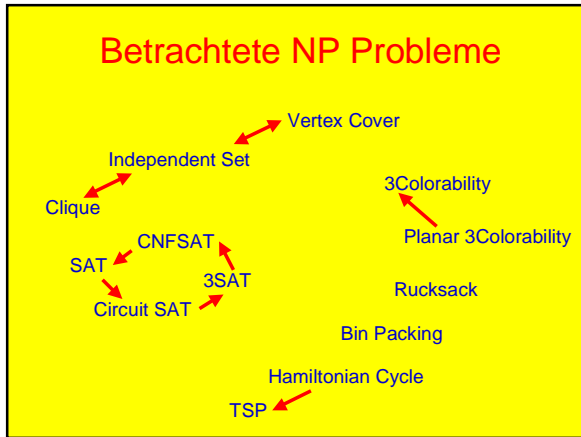 Betrachtete NP Probleme
Vertex Cover
Independent Set
3Colorability
Clique
Planar 3Colorability
CNFSAT
SAT
3SAT
Rucksack
Circuit SAT
Bin Packing
Hamiltonian Cycle
TSP